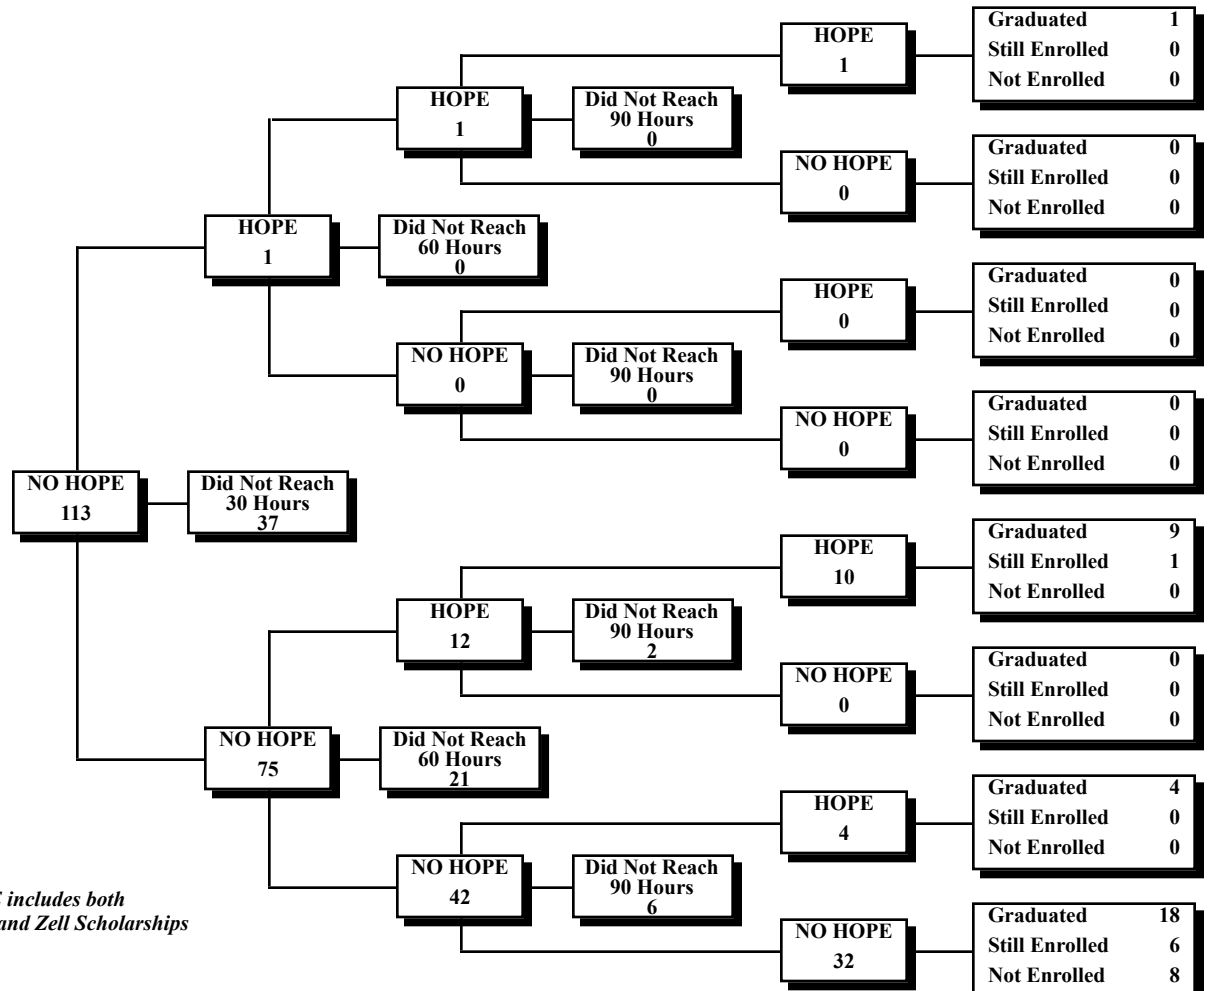 HOPE
1
Graduated 1
Still Enrolled 0
Not Enrolled 0
HOPE
1
Did Not Reach
90 Hours
0
NO HOPE
0
Graduated 0
Still Enrolled 0
Not Enrolled 0
HOPE
1
Did Not Reach
60 Hours
0
HOPE
0
Graduated 0
Still Enrolled 0
Not Enrolled 0
NO HOPE
0
Did Not Reach
90 Hours
0
NO HOPE
0
Graduated 0
Still Enrolled 0
Not Enrolled 0
NO HOPE
113
Did Not Reach
30 Hours
37
HOPE
10
Graduated 9
Still Enrolled 1
Not Enrolled 0
HOPE
12
Did Not Reach
90 Hours
2
NO HOPE
0
Graduated 0
Still Enrolled 0
Not Enrolled 0
NO HOPE
75
Did Not Reach
60 Hours
21
HOPE
4
Graduated 4
Still Enrolled 0
Not Enrolled 0
NO HOPE
42
Did Not Reach
90 Hours
6
NO HOPE
32
Graduated 18
Still Enrolled 6
Not Enrolled 8
includes both
and Zell Scholarships